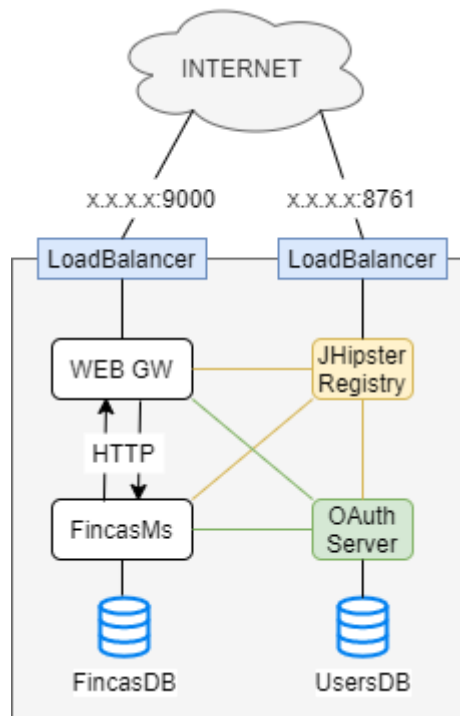 INTERNET
x.x.x.x:9000
x.x.x.x:8761
LoadBalancer
LoadBalancer
WEB GW
JHipster
Registry
HTTP
FincasMs
OAuth
Server
FincasDB
UsersDB